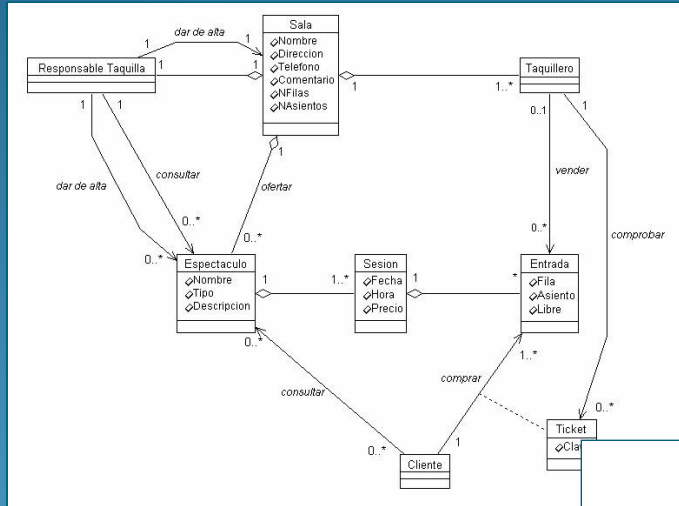 Sala
Nombre
Direccion
Telefono
Comentario
NFilas
NAsientos
dar de alta
1
1
Responsable Taquilla
1
1
Taquillero
1
1..*
1
1
1
0..1
1
dar de alta
consultar
ofertar
vender
comprobar
0..*
0..*
0..*
0..*
Espectaculo
Nombre
Tipo
Descripcion
1
1..*
Sesion
Fecha
Hora
Precio
1
*
Entrada
Fila
Asiento
Libre
0..*
1..*
consultar
comprar
0..*
1
0..*
Cliente
Ticket